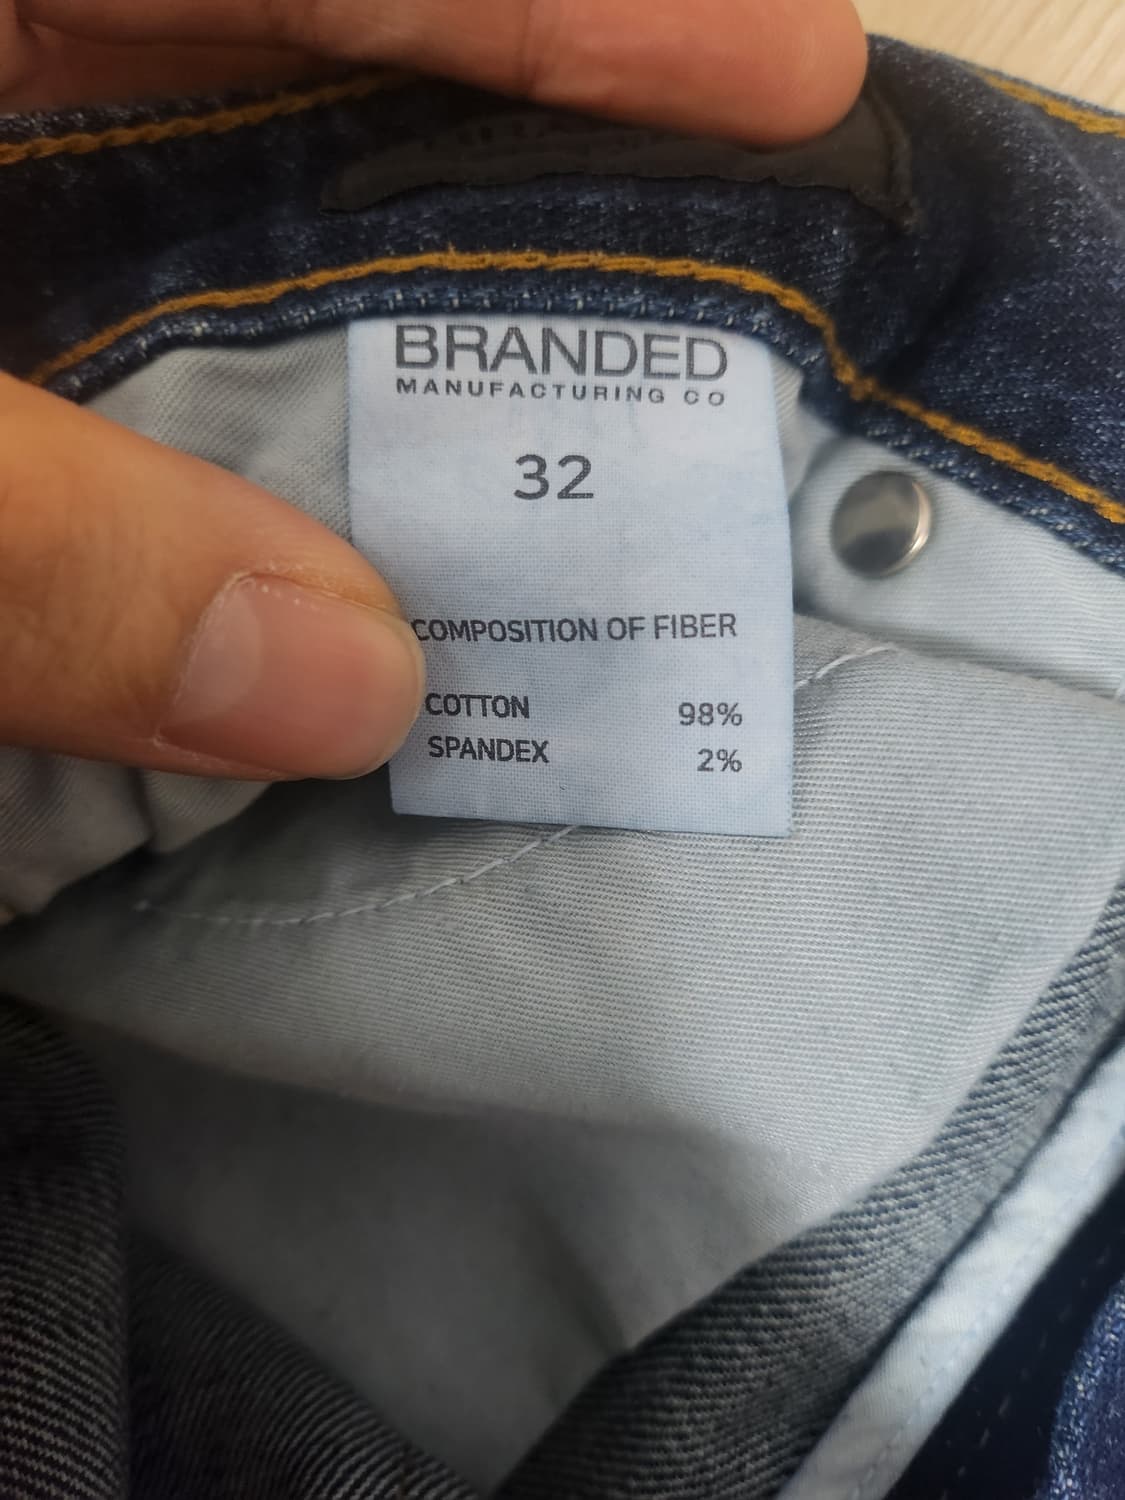 BRANDED
MANUFACTURING CO
32
COMPOSITION OF FIBER
COTTON 98%
SPANDEX 2%